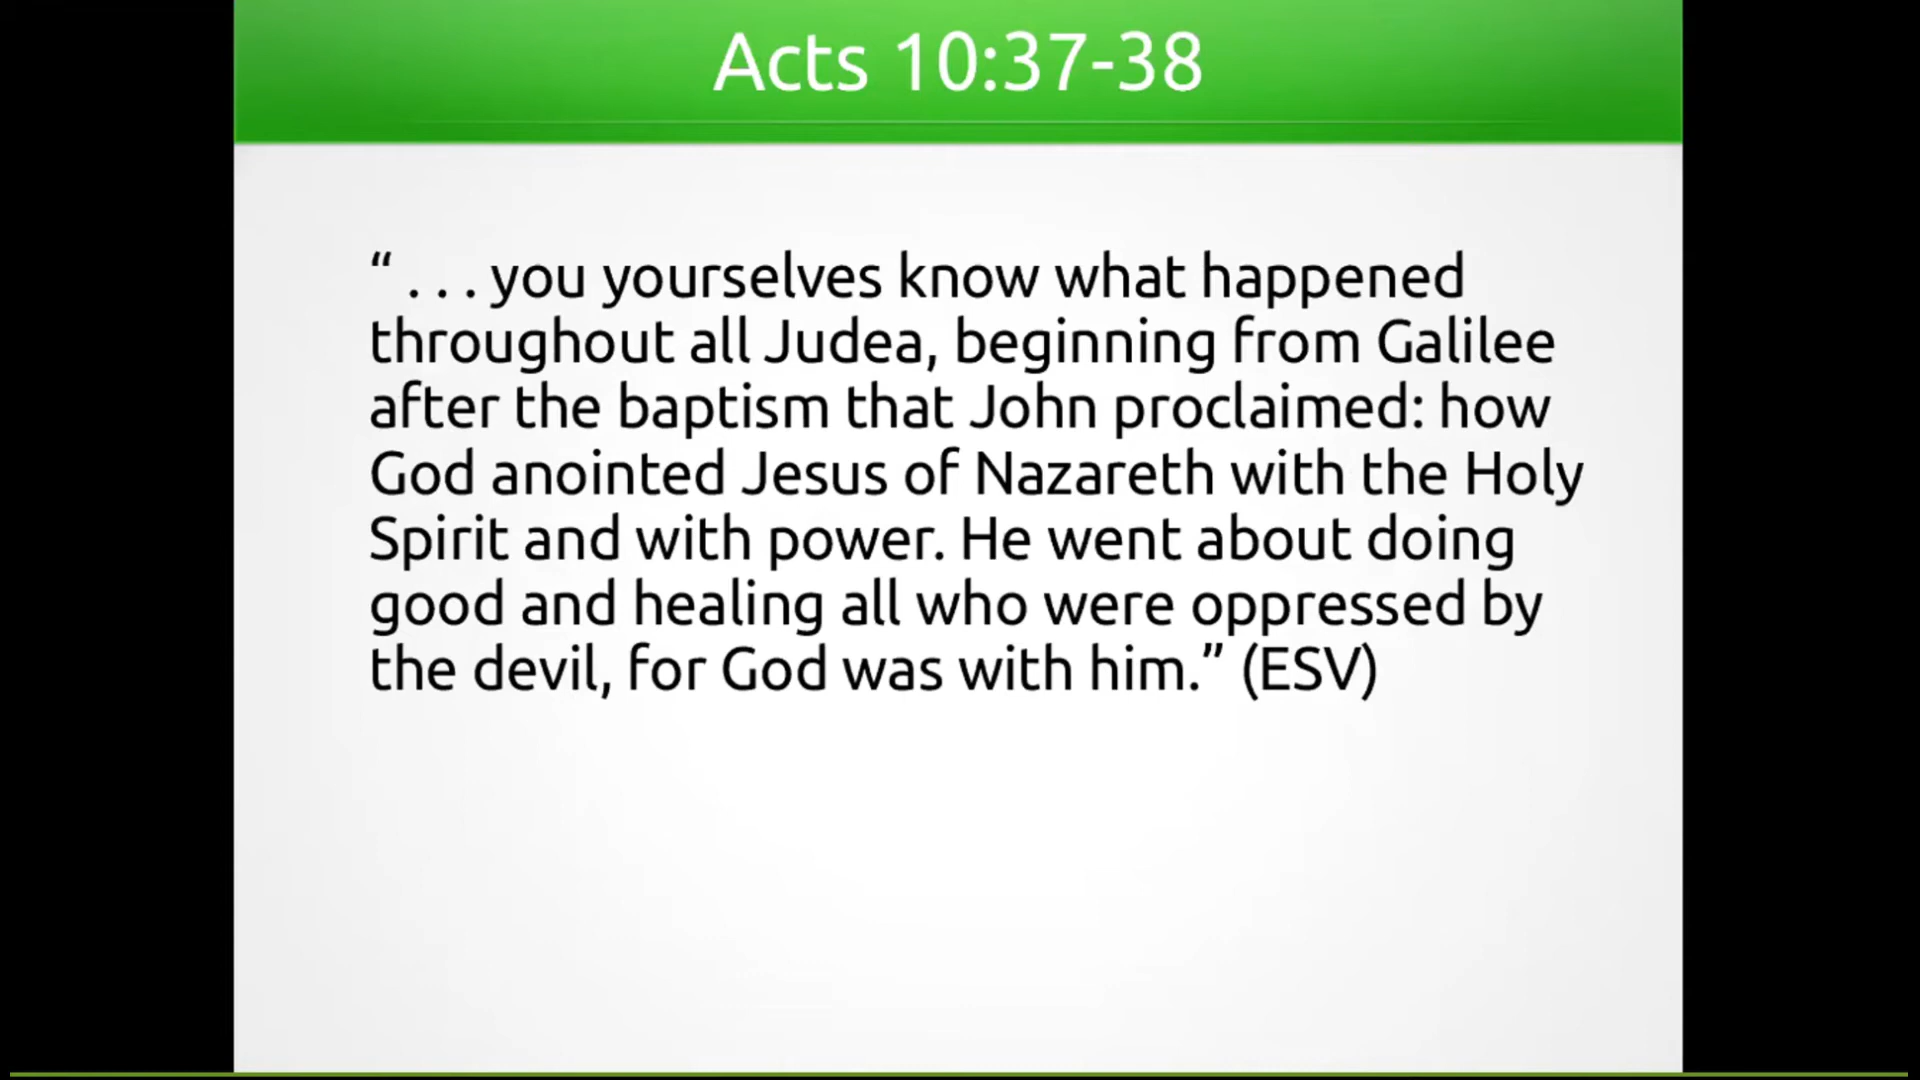 Acts 10:37-38
“ . . . you yourselves know what happened
throughout all Judea, beginning from Galilee
after the baptism that John proclaimed: how
God anointed Jesus of Nazareth with the Holy
Spirit and with power. He went about doing
good and healing all who were oppressed by
the devil, for God was with him.” (ESV)